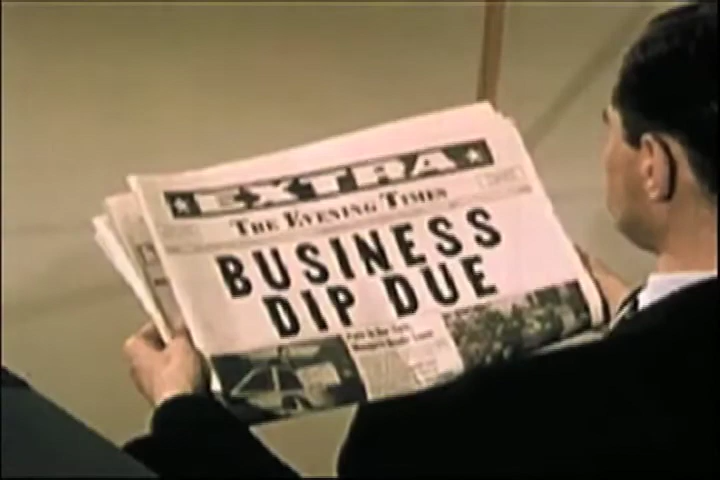 EXTRA
THE EVENING TIMES
BUSINESS
DIP DUE